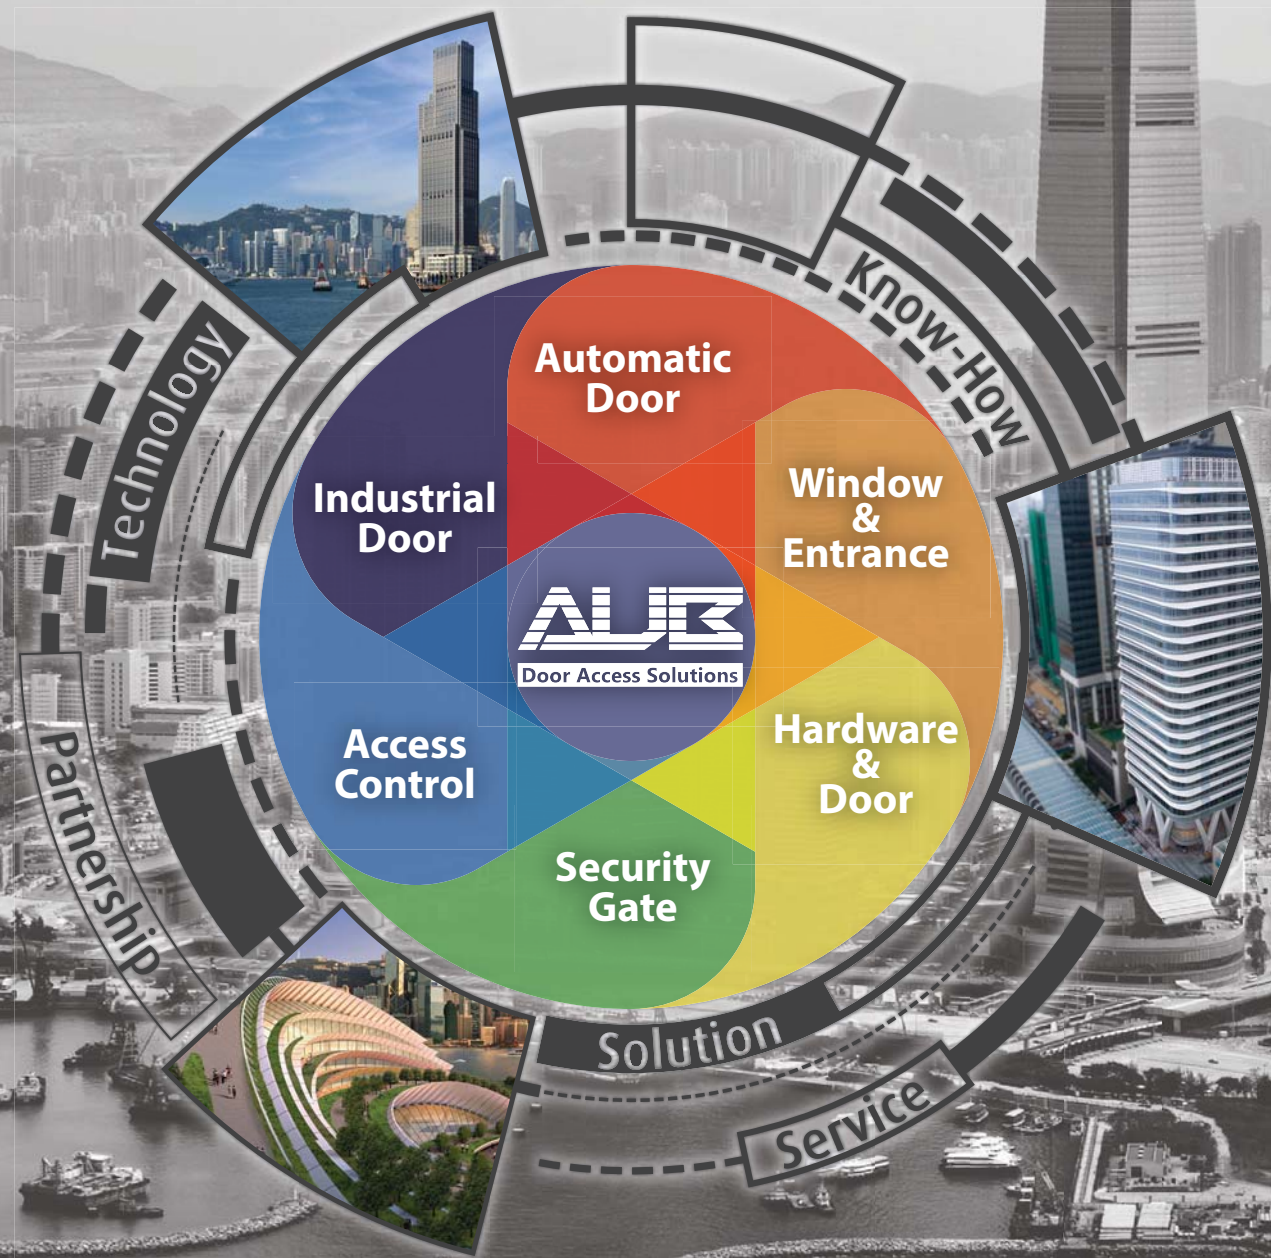 Know-How
Technology
Automatic
Door
Window
&
Entrance
Industrial
Door
AUB
Door Access Solutions
Hardware
&
Door
Access
Control
Security
Gate
Partnership
Solution
Service